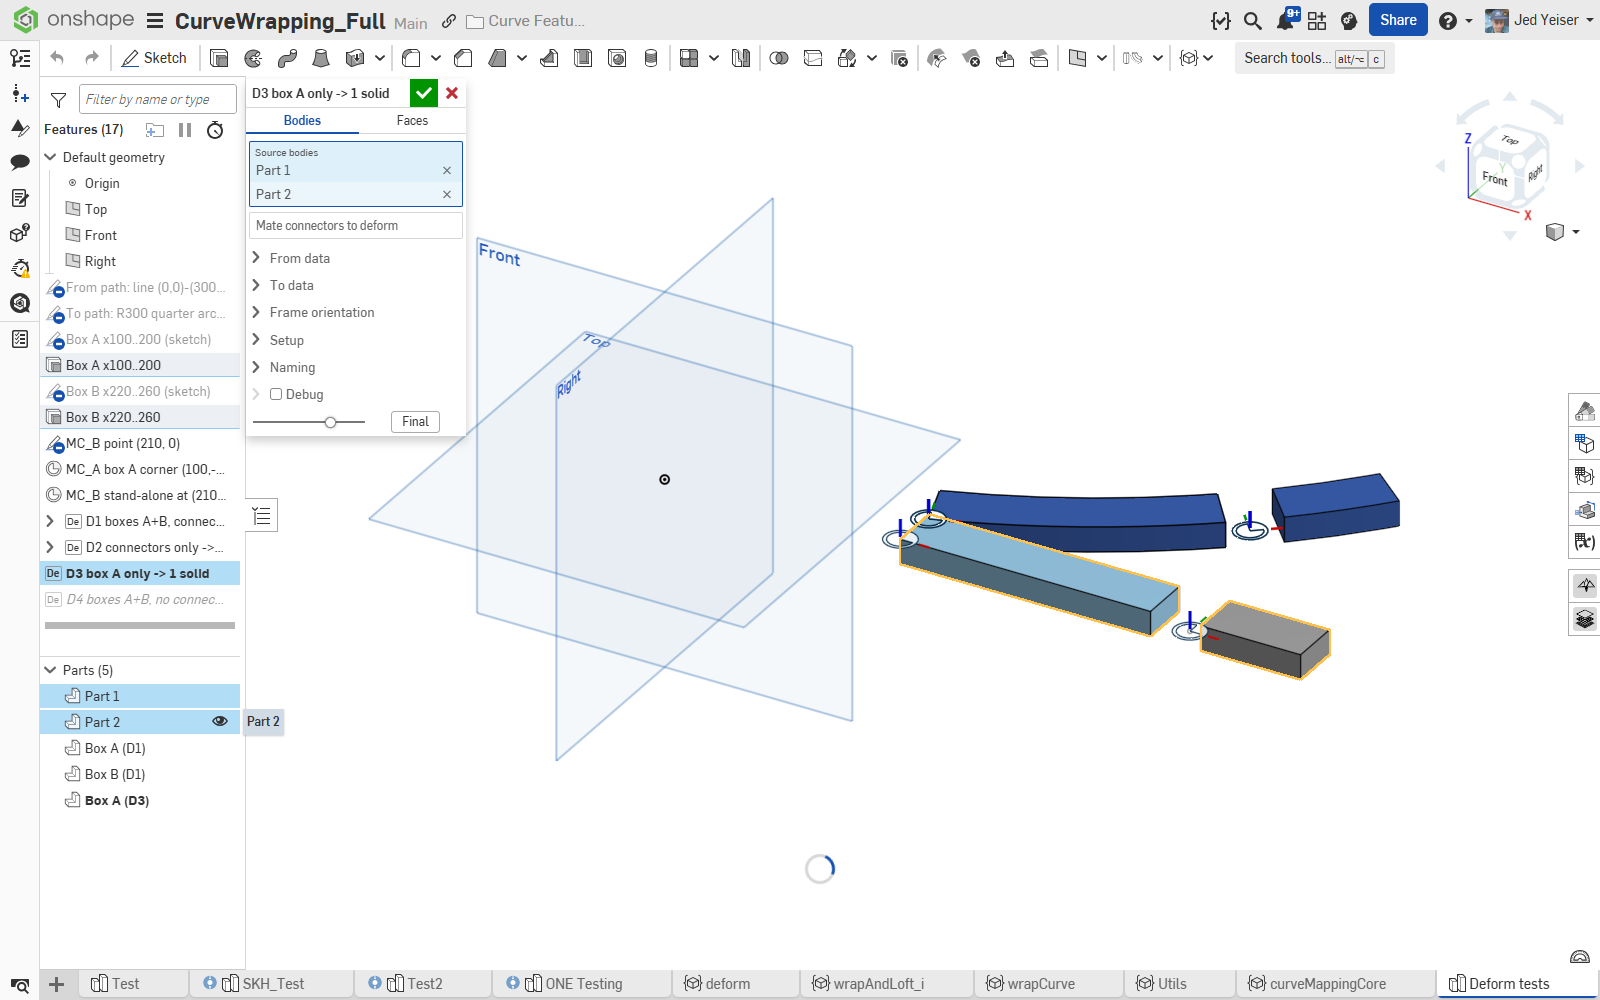 onshape
CurveWrapping_Full
Main
Curve Featu...
9+
Share
Jed Yeiser
Sketch
Search tools...
alt/⌥
c
Filter by name or type
Features (17)
Default geometry
Origin
Top
Front
Right
From path: line (0,0)-(300...
To path: R300 quarter arc...
Box A x100..200 (sketch)
Box A x100..200
Box B x220..260 (sketch)
Box B x220..260
MC_B point (210, 0)
MC_A box A corner (100,-...
MC_B stand-alone at (210...
De D1 boxes A+B, connec...
De D2 connectors only ->...
De D3 box A only -> 1 solid
De D4 boxes A+B, no connec...
Parts (5)
Part 1
Part 2
Box A (D1)
Box B (D1)
Box A (D3)
Part 2
D3 box A only -> 1 solid
Bodies
Faces
Source bodies
Part 1
Part 2
Mate connectors to deform
From data
To data
Frame orientation
Setup
Naming
Debug
Final
Front
Top
Right
Z
Top
Y
Front
Right
X
(x)
Test
SKH_Test
Test2
ONE Testing
deform
wrapAndLoft_i
wrapCurve
Utils
curveMappingCore
Deform tests